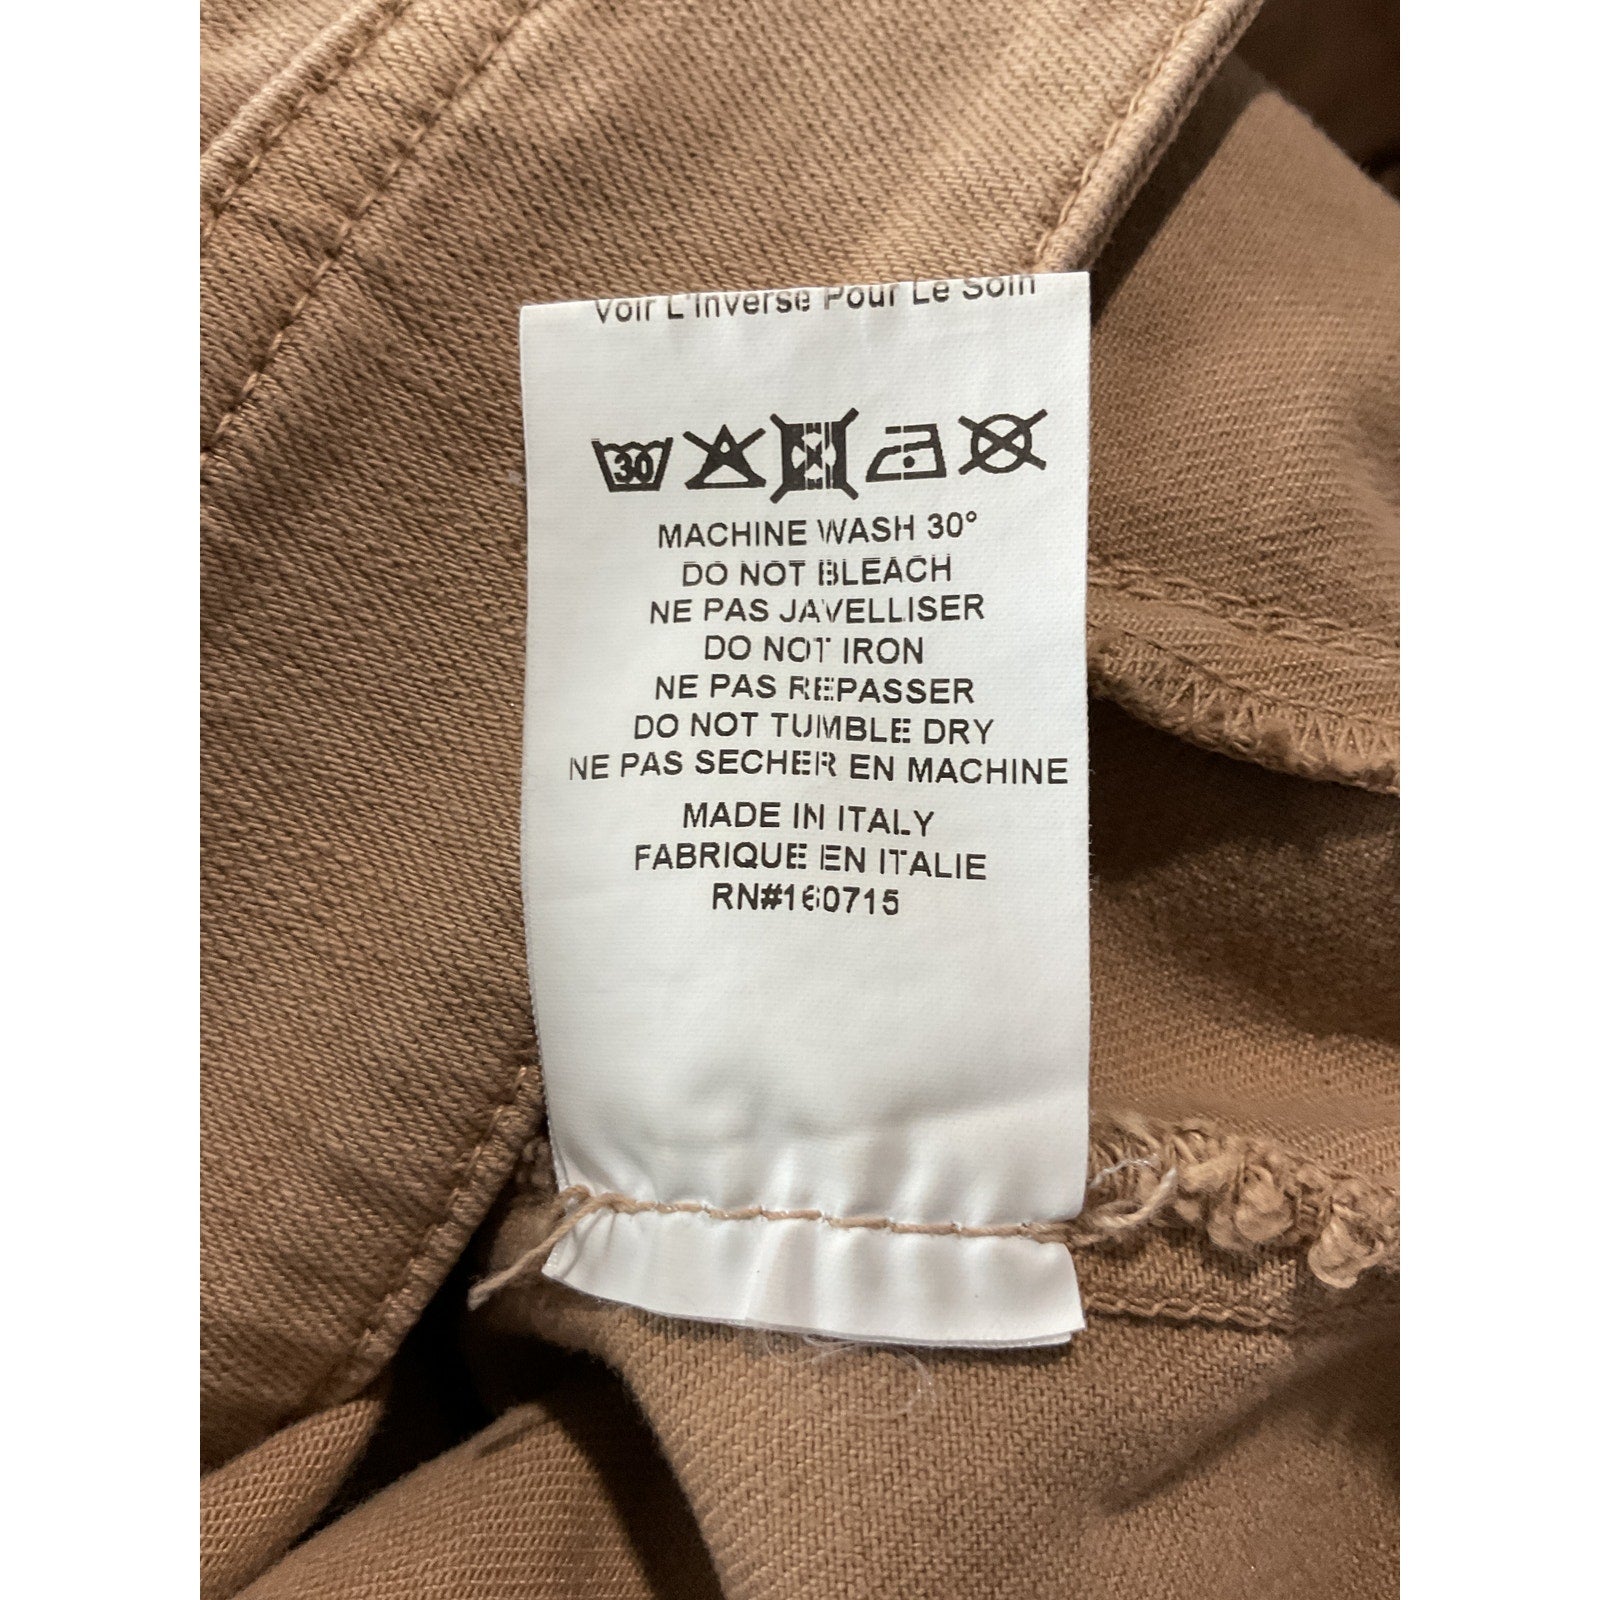 Voir L'Inverse Pour Le Soin
30
MACHINE WASH 30°
DO NOT BLEACH
NE PAS JAVELLISER
DO NOT IRON
NE PAS REPASSER
DO NOT TUMBLE DRY
NE PAS SECHER EN MACHINE
MADE IN ITALY
FABRIQUE EN ITALIE
RN#160715